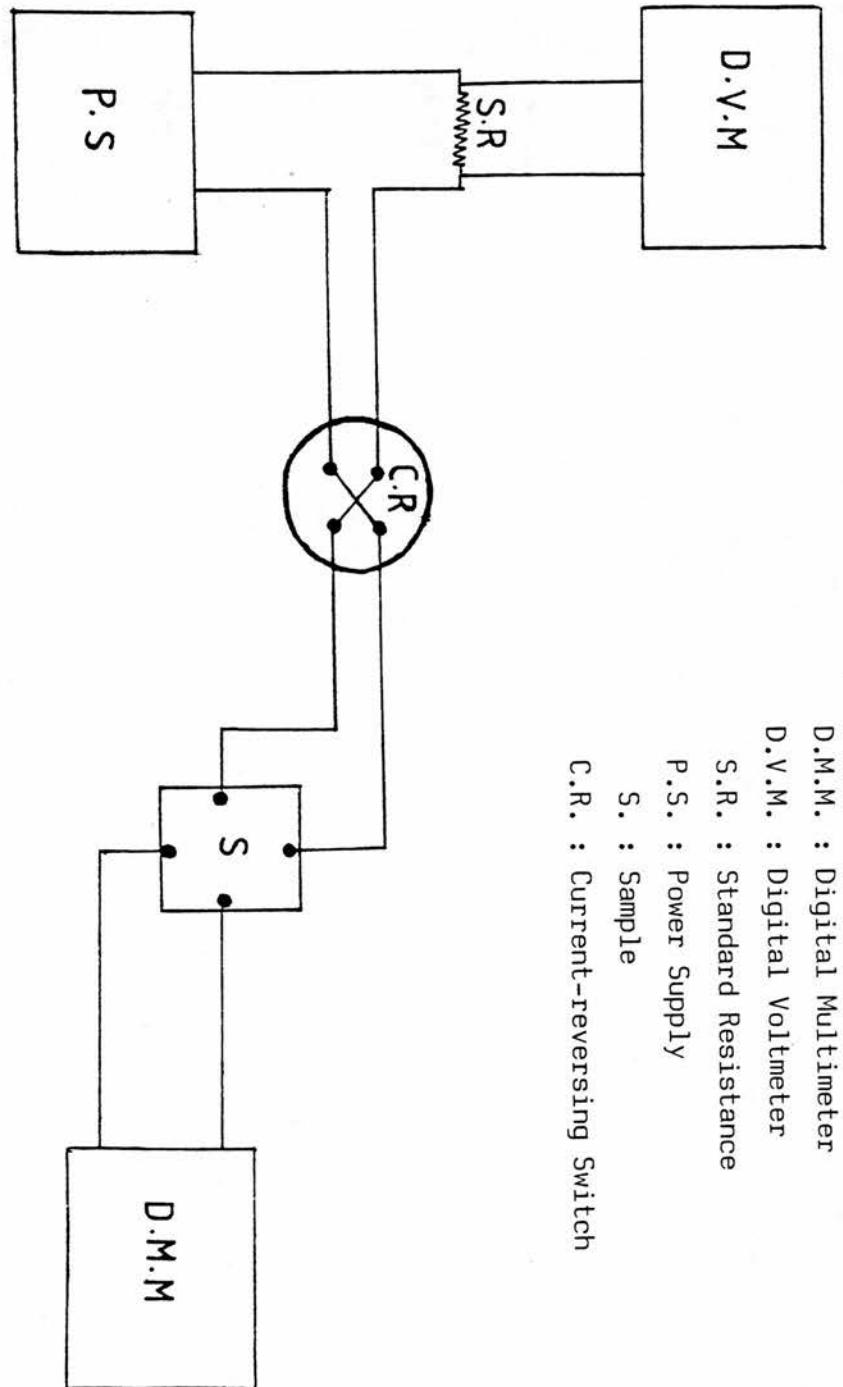 D.M.M. : Digital Multimeter
D.V.M. : Digital Voltmeter
S.R. : Standard Resistance
P.S. : Power Supply
S. : Sample
C.R. : Current-reversing Switch
D.V.M
S.R
P.S
C.R
S
D.M.M